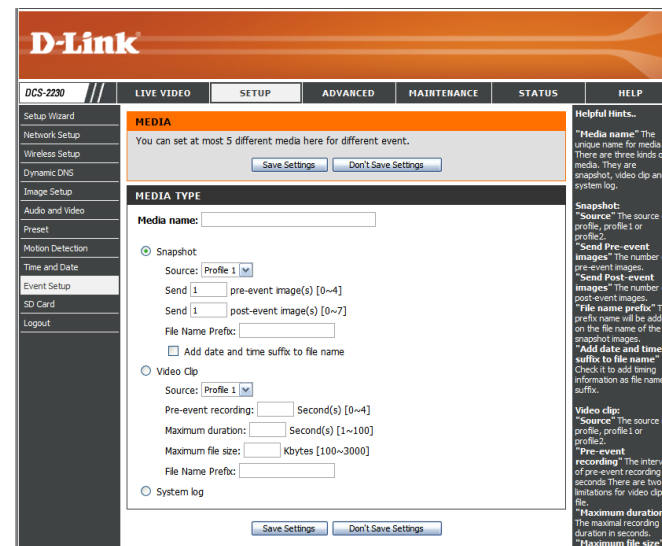 D-Link
DCS-2230
LIVE VIDEO
SETUP
ADVANCED
MAINTENANCE
STATUS
HELP
Setup Wizard
Network Setup
Wireless Setup
Dynamic DNS
Image Setup
Audio and Video
Preset
Motion Detection
Time and Date
Event Setup
SD Card
Logout
MEDIA
You can set at most 5 different media here for different event.
Save Settings
Don't Save Settings
MEDIA TYPE
Media name:
Snapshot
Source: Profile 1
Send 1 pre-event image(s) [0~4]
Send 1 post-event image(s) [0~7]
File Name Prefix:
Add date and time suffix to file name
Video Clip
Source: Profile 1
Pre-event recording: Second(s) [0~4]
Maximum duration: Second(s) [1~100]
Maximum file size: Kbytes [100~3000]
File Name Prefix:
System log
Save Settings
Don't Save Settings
Helpful Hints..
"Media name" The
unique name for media.
There are three kinds
media. They are
snapshot, video clip
system log.
Snapshot:
"Source" The source
profile, profile1 or
profile2.
"Send Pre-event
images" The number
pre-event images.
"Send Post-event
images" The number
post-event images.
"File name prefix"
prefix name will be
on the file name of the
snapshot images.
"Add date and time
suffix to file name"
Check it to add timing
information as file name
suffix.
Video clip:
"Source" The source
profile, profile1 or
profile2.
"Pre-event
recording" The
of pre-event recording
seconds There are two
limitations for video clip
file.
"Maximum duration
The maximal recording
duration in seconds.
"Maximum file size"